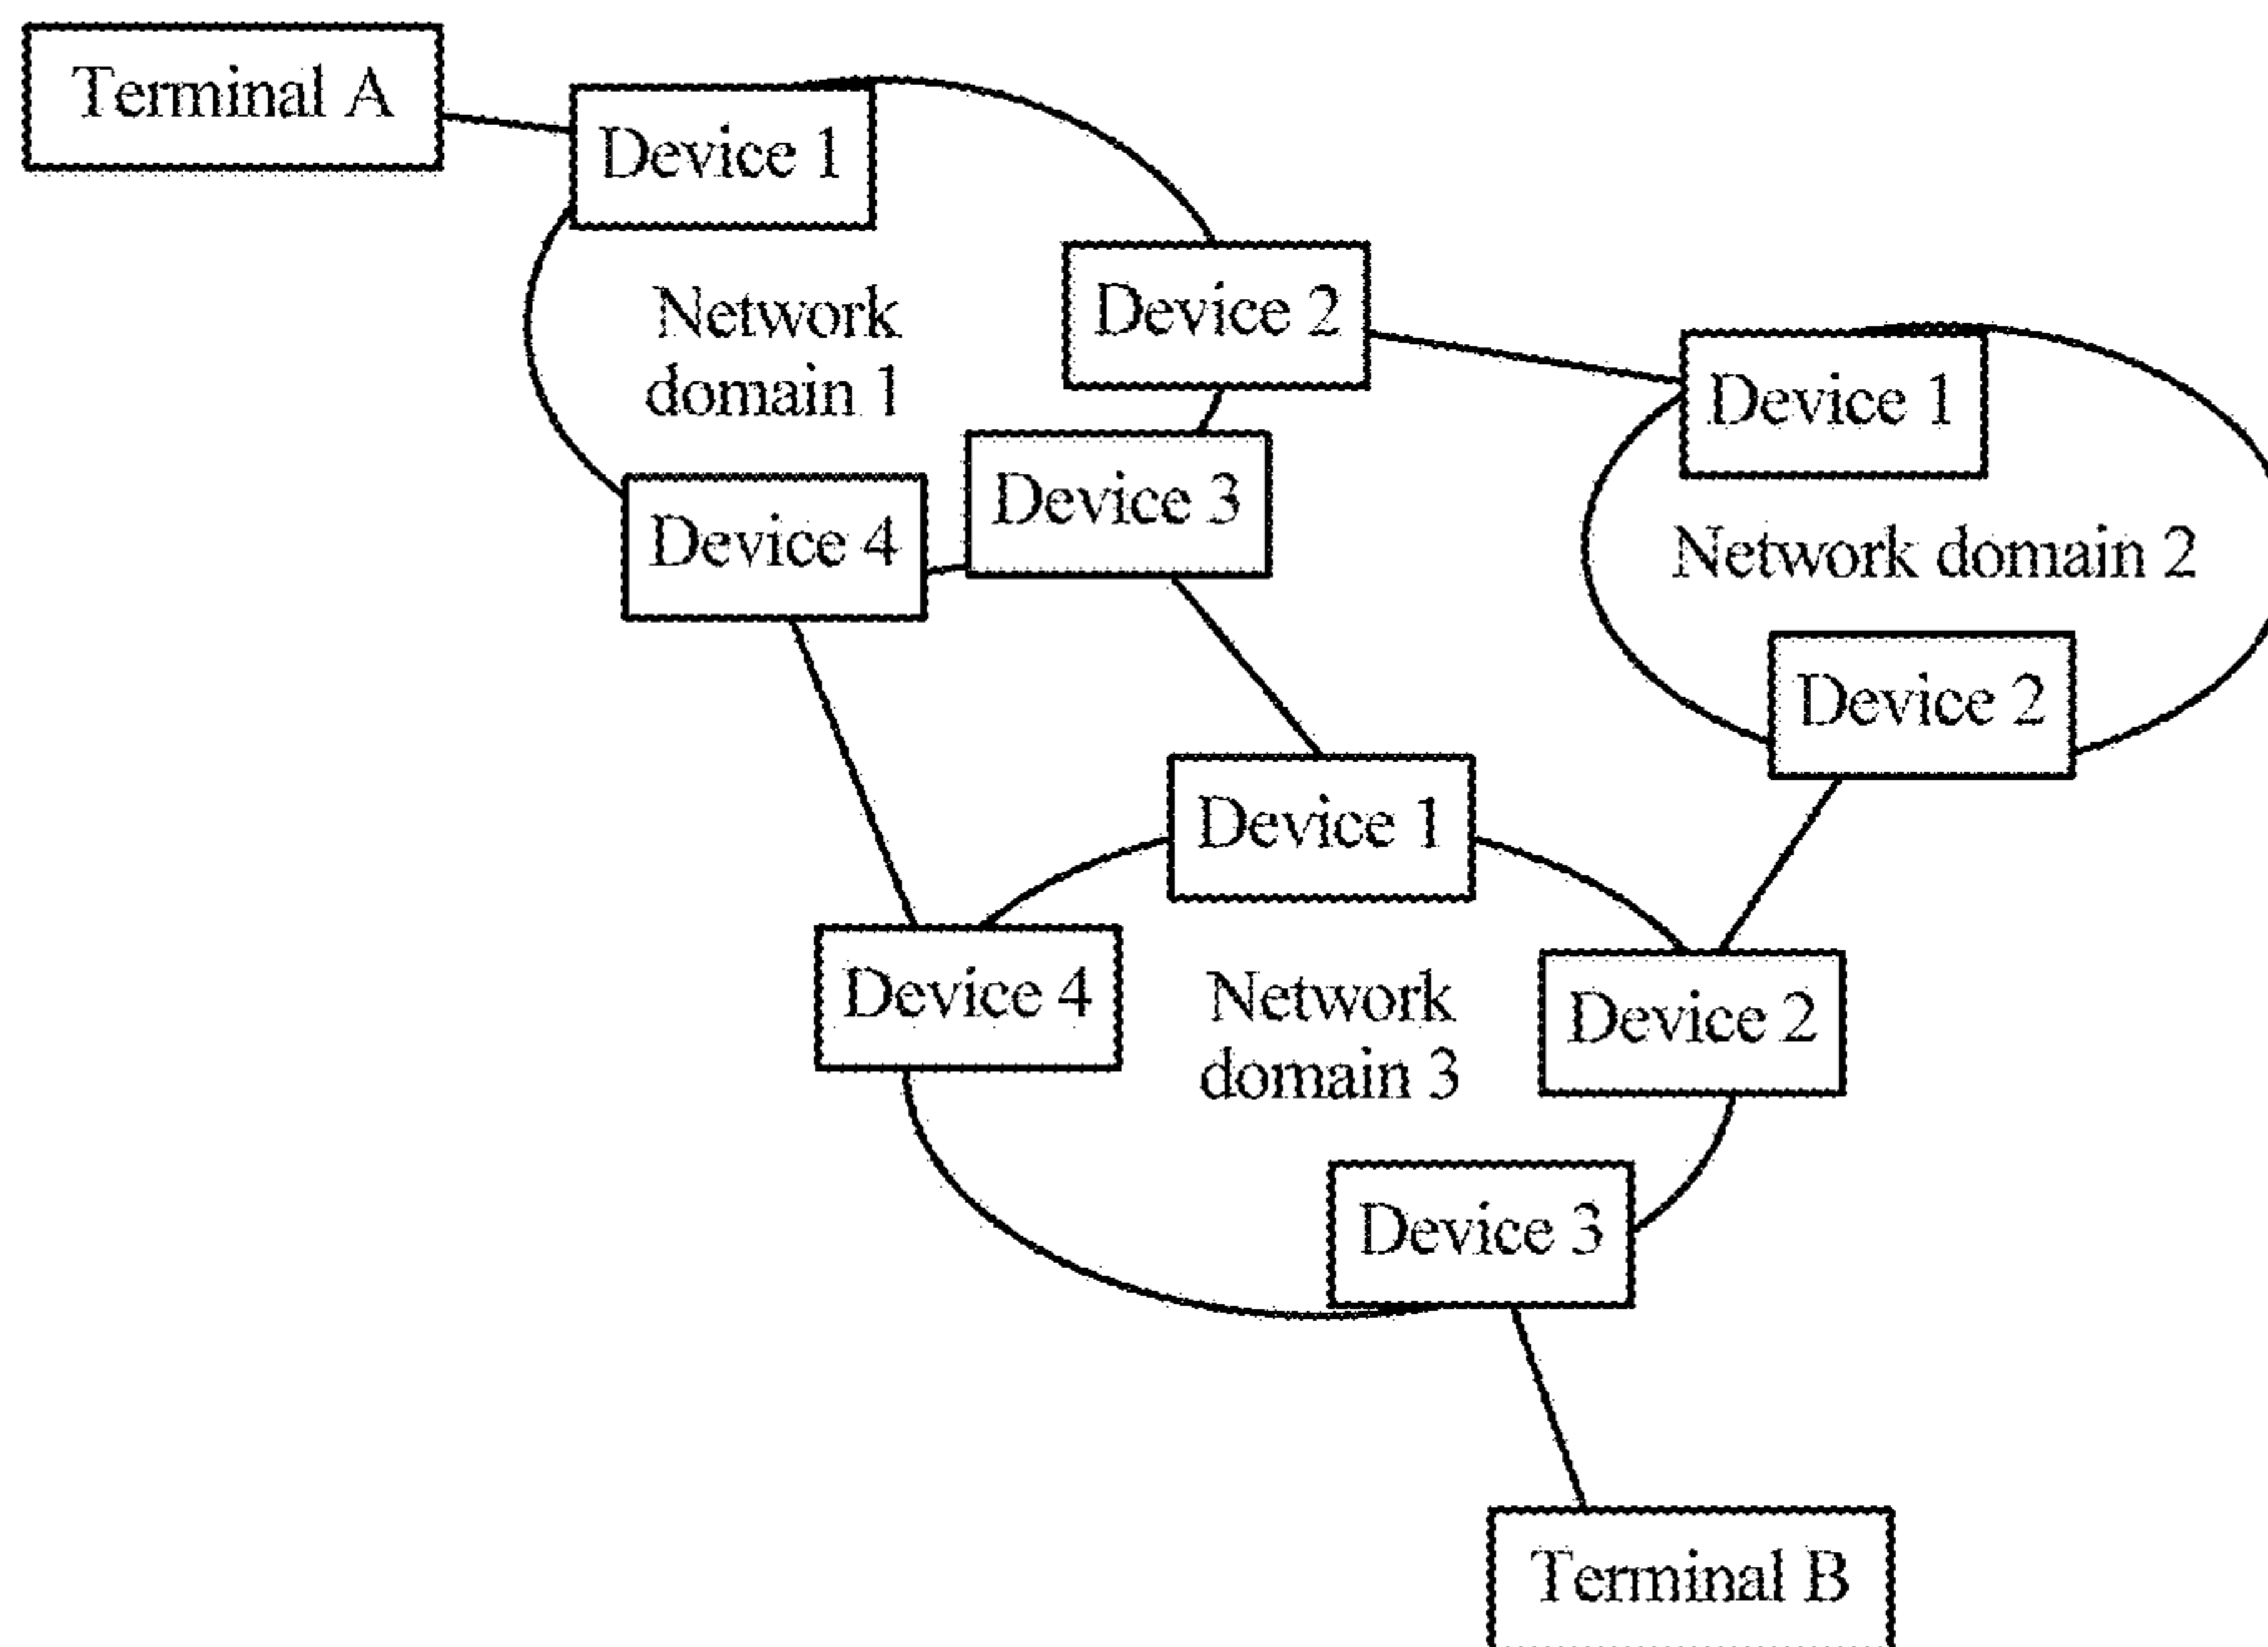 Terminal A
Device 1
Network
domain 1
Device 2
Device 3
Device 4
Device 1
Network domain 2
Device 2
Device 1
Device 4
Network
domain 3
Device 2
Device 3
Terminal B